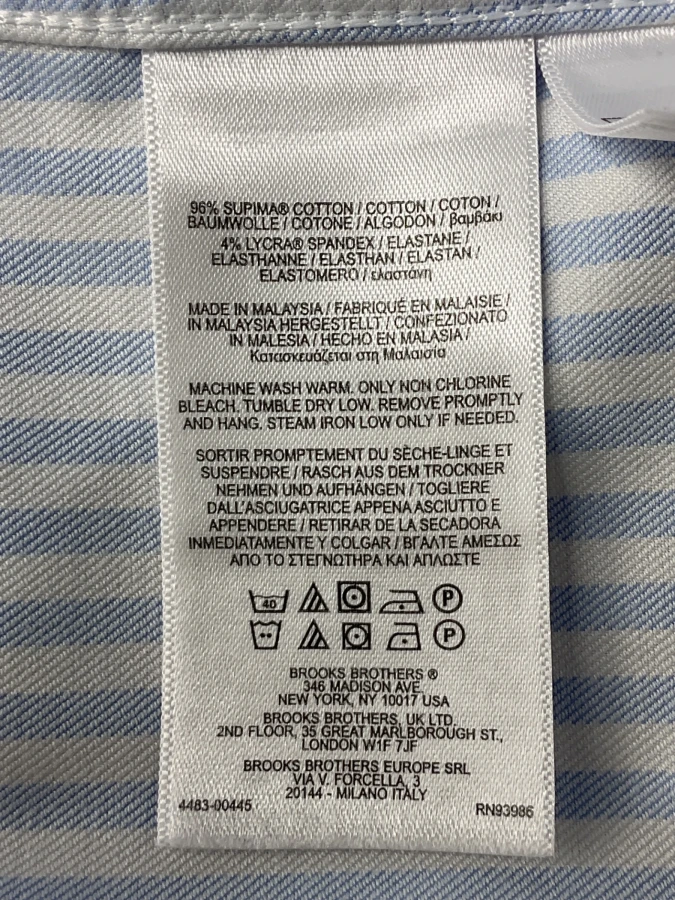 96% SUPIMA® COTTON / COTTON / COTON /
BAUMWOLLE / COTONE / ALGODON / βαμβάκι
4% LYCRA® SPANDEX / ELASTANE /
ELASTHANNE / ELASTHAN / ELASTAN /
ELASTOMERO / ελαστάνη
MADE IN MALAYSIA / FABRIQUÉ EN MALAISIE /
IN MALAYSIA HERGESTELLT / CONFEZIONATO
IN MALESIA / HECHO EN MALASIA /
Κατασκευάζεται στη Μαλαισία
MACHINE WASH WARM. ONLY NON CHLORINE
BLEACH. TUMBLE DRY LOW. REMOVE PROMPTLY
AND HANG. STEAM IRON LOW ONLY IF NEEDED.
SORTIR PROMPTEMENT DU SÈCHE-LINGE ET
SUSPENDRE / RASCH AUS DEM TROCKNER
NEHMEN UND AUFHÄNGEN / TOGLIERE
DALL'ASCIUGATRICE APPENA ASCIUTTO E
APPENDERE / RETIRAR DE LA SECADORA
INMEDIATAMENTE Y COLGAR / ΒΓΑΛΤΕ ΑΜΕΣΩΣ
ΑΠΟ ΤΟ ΣΤΕΓΝΩΤΗΡΑ ΚΑΙ ΑΠΛΩΣΤΕ
40 P
P
BROOKS BROTHERS ®
346 MADISON AVE.
NEW YORK, NY 10017 USA
BROOKS BROTHERS, UK LTD.
2ND FLOOR, 35 GREAT MARLBOROUGH ST.,
LONDON W1F 7JF
BROOKS BROTHERS EUROPE SRL
VIA V. FORCELLA, 3
20144 - MILANO ITALY
4483-00445 RN93986